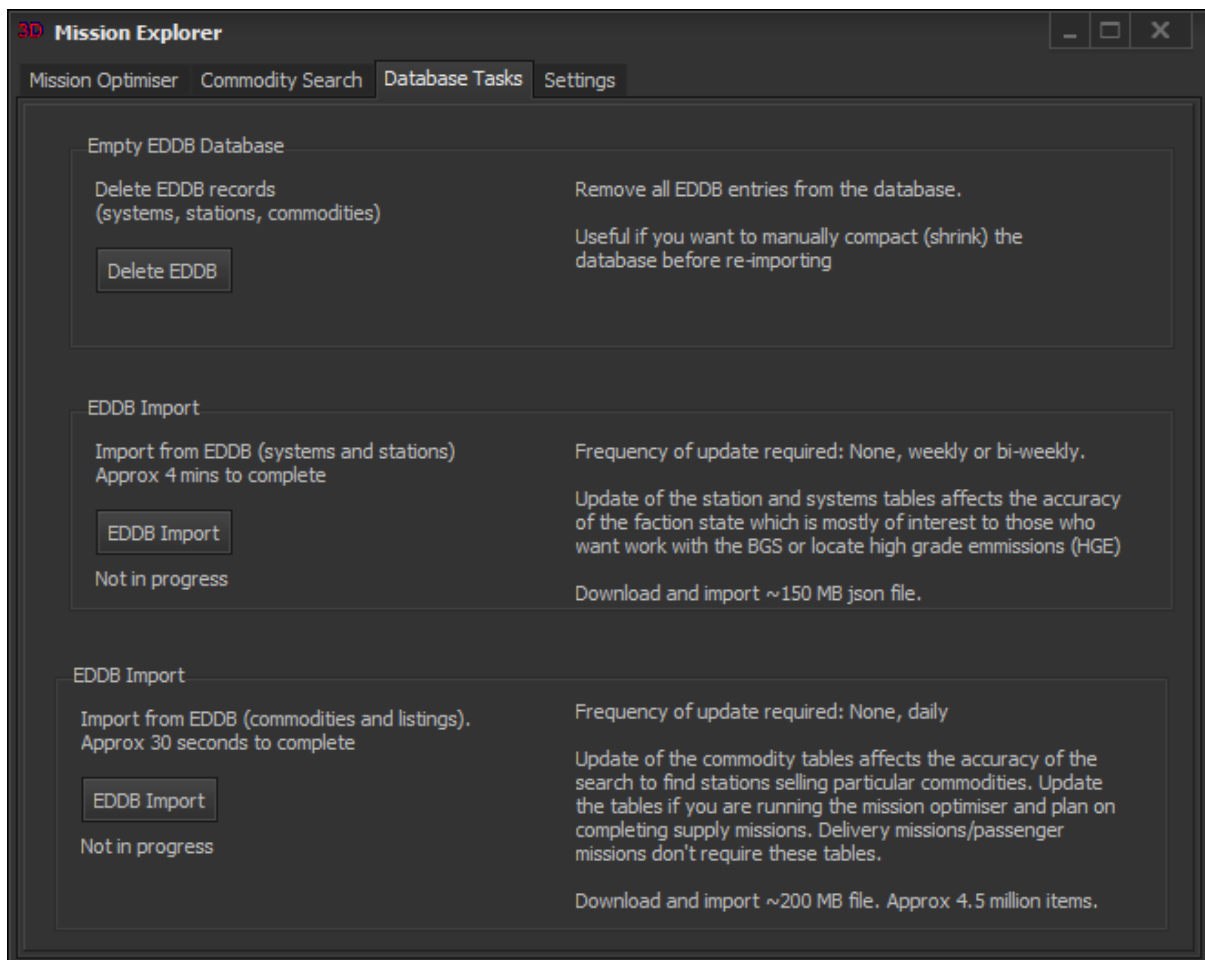 3D Mission Explorer
Mission Optimiser Commodity Search Database Tasks Settings
Empty EDDB Database
Delete EDDB records
(systems, stations, commodities)
Delete EDDB
Remove all EDDB entries from the database.
Useful if you want to manually compact (shrink) the
database before re-importing
EDDB Import
Import from EDDB (systems and stations)
Approx 4 mins to complete
EDDB Import
Not in progress
Frequency of update required: None, weekly or bi-weekly.
Update of the station and systems tables affects the accuracy
of the faction state which is mostly of interest to those who
want work with the BGS or locate high grade emmissions (HGE)
Download and import ~150 MB json file.
EDDB Import
Import from EDDB (commodities and listings).
Approx 30 seconds to complete
EDDB Import
Not in progress
Frequency of update required: None, daily
Update of the commodity tables affects the accuracy of the
search to find stations selling particular commodities. Update
the tables if you are running the mission optimiser and plan on
completing supply missions. Delivery missions/passenger
missions don't require these tables.
Download and import ~200 MB file. Approx 4.5 million items.